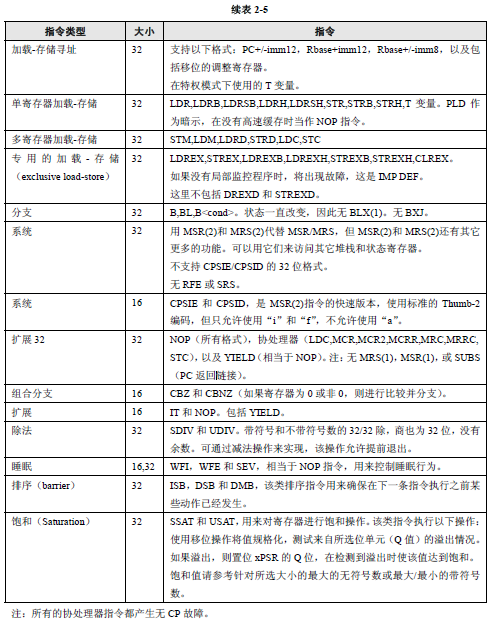 续表 2-5
指令类型 大小 指令
加载-存储寻址 32 支持以下格式：PC+/-imm12，Rbase+imm12，Rbase+/-imm8，以及包
括移位的调整寄存器。
在特权模式下使用的 T 变量。
单寄存器加载-存储 32 LDR,LDRB,LDRSB,LDRH,LDRSH,STR,STRB,STRH,T 变量。PLD 作
为暗示，在没有高速缓存时当作 NOP 指令。
多寄存器加载-存储 32 STM,LDM,LDRD,STRD,LDC,STC
专用的加载-存储 32 LDREX,STREX,LDREXB,LDREXH,STREXB,STREXH,CLREX。
（exclusive load-store） 如果没有局部监控程序时，将出现故障，这是 IMP DEF。
这里不包括 DREXD 和 STREXD。
分支 32 B,BL,B<cond>。状态一直改变，因此无 BLX(1)。无 BXJ。
系统 32 用 MSR(2)和 MRS(2)代替 MSR/MRS，但 MSR(2)和 MRS(2)还有其它
更多的功能。可以用它们来访问其它堆栈和状态寄存器。
不支持 CPSIE/CPSID 的 32 位格式。
无 RFE 或 SRS。
系统 16 CPSIE 和 CPSID，是 MSR(2)指令的快速版本，使用标准的 Thumb-2
编码，但只允许使用“i”和“f”，不允许使用“a”。
扩展 32 32 NOP（所有格式），协处理器（LDC,MCR,MCR2,MCRR,MRC,MRRC,
STC），以及 YIELD（相当于 NOP）。注：无 MRS(1)，MSR(1)，或 SUBS
（PC 返回链接）。
组合分支 16 CBZ 和 CBNZ（如果寄存器为 0 或非 0，则进行比较并分支）。
扩展 16 IT 和 NOP。包括 YIELD。
除法 32 SDIV 和 UDIV。带符号和不带符号数的 32/32 除，商也为 32 位，没有
余数。可通过减法操作来实现，该操作允许提前退出。
睡眠 16,32 WFI，WFE 和 SEV，相当于 NOP 指令，用来控制睡眠行为。
排序（barrier） 32 ISB，DSB 和 DMB，该类排序指令用来确保在下一条指令执行之前某
些动作已经发生。
饱和（Saturation） 32 SSAT 和 USAT，用来对寄存器进行饱和操作。该类指令执行以下操作：
使用移位操作将值规格化，测试来自所选位单元（Q 值）的溢出情况。
如果溢出，则置位 xPSR 的 Q 位，在检测到溢出时使该值达到饱和。
饱和值请参考针对所选大小的最大的无符号数或最大/最小的带符号
数。
注：所有的协处理器指令都产生无 CP 故障。